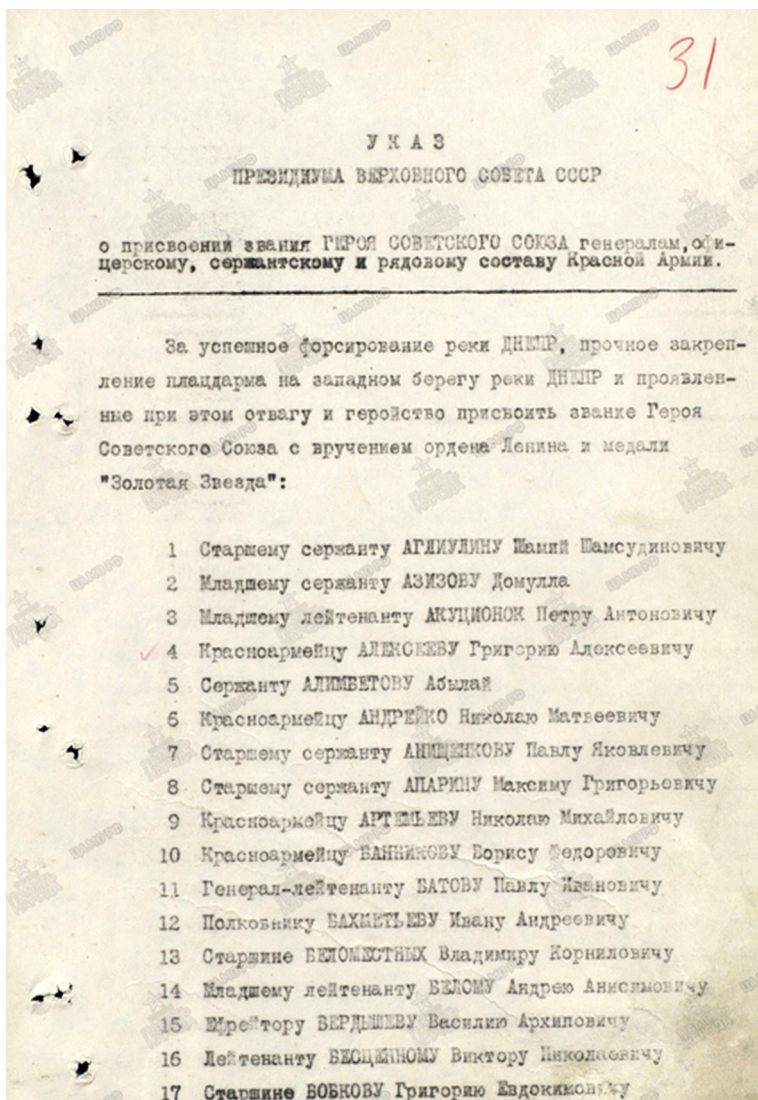 31
УКАЗ
ПРЕЗИДИУМА ВЕРХОВНОГО СОВЕТА СССР
о присвоении звания ГЕРОЯ СОВЕТСКОГО СОЮЗА генералам, офи-
церскому, сержантскому и рядовому составу Красной Армии.
За успешное форсирование реки ДНЕПР, прочное закреп-
ление плацдарма на западном берегу реки ДНЕПР и проявлен-
ные при этом отвагу и геройство присвоить звание Героя
Советского Союза с вручением ордена Ленина и медали
"Золотая Звезда":
1 Старшему сержанту АГЛИУЛИНУ Шамий Шамсудиновичу
2 Младшему сержанту АЗИЗОВУ Домулла
3 Младшему лейтенанту АКУЦИОНОК Петру Антоновичу
4 Красноармейцу АЛЕКСЕЕВУ Григорию Алексеевичу
5 Сержанту АЛИМБЕТОВУ Абылай
6 Красноармейцу АНДРЕЙКО Николаю Матвеевичу
7 Старшему сержанту АНИЩЕНКОВУ Павлу Яковлевичу
8 Старшему сержанту АПАРИНУ Максиму Григорьевичу
9 Красноармейцу АРТЕМЬЕВУ Николаю Михайловичу
10 Красноармейцу БАННИКОВУ Борису Федоровичу
11 Генерал-лейтенанту БАТОВУ Павлу Ивановичу
12 Полковнику БАХМЕТЬЕВУ Ивану Андреевичу
13 Старшине БЕЛОМЕСТНЫХ Владимиру Корниловичу
14 Младшему лейтенанту БЕЛОМУ Андрею Анисимовичу
15 Ефрейтору БЕРДЫШЕВУ Василию Архиповичу
16 Лейтенанту БЕСЦЕННОМУ Виктору Николаевичу
17 Старшине БОБКОВУ Григорию Евдокимовичу